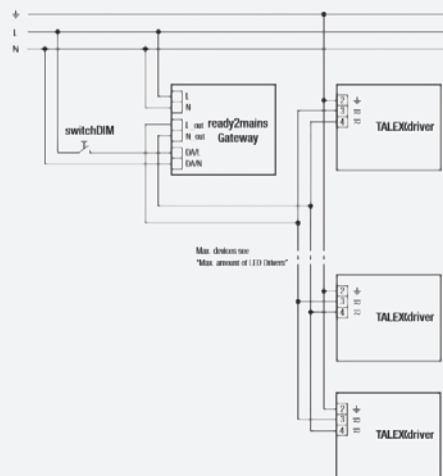 L
N
switchDIM
L
N
L out
N out
DA/L
DA/N
ready2mains
Gateway
2
3
4
TALEXXdriver
Max. devices see
"Max. amount of LED Drivers"
2
3
4
TALEXXdriver
2
3
4
TALEXXdriver